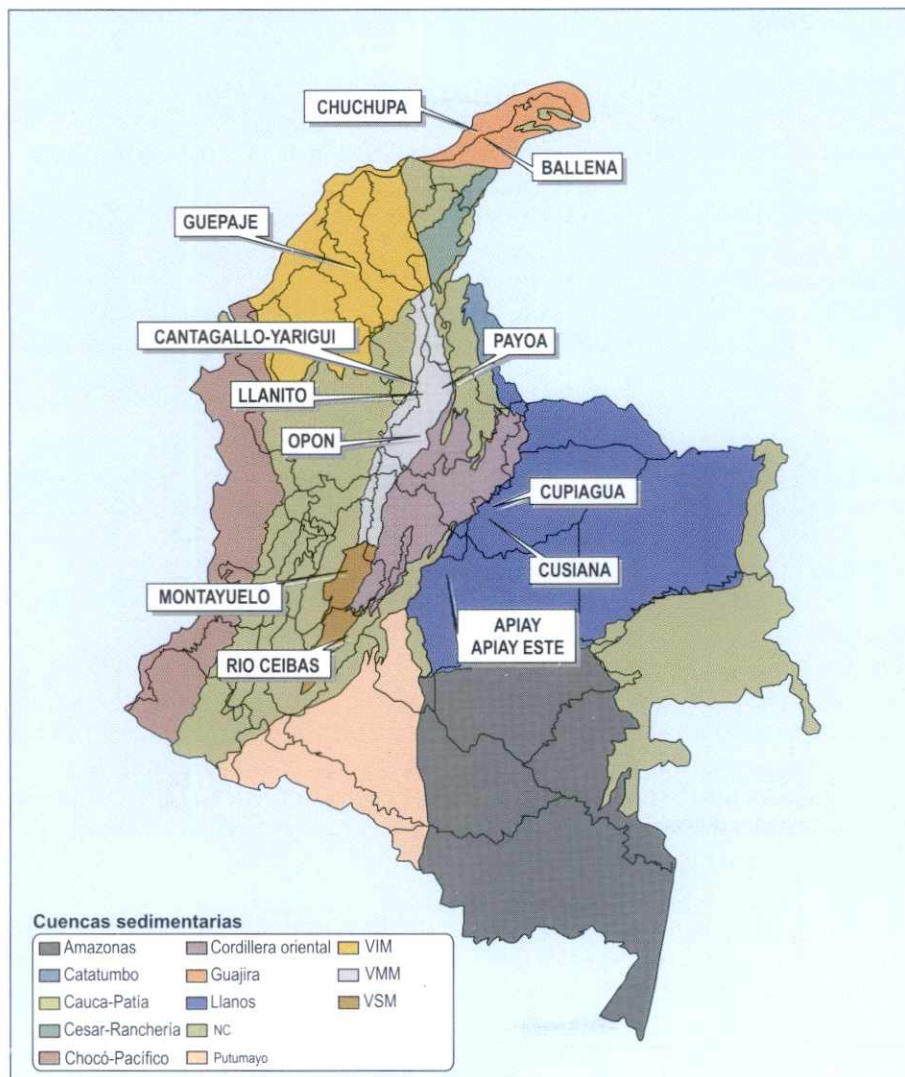 CHUCHUPA
BALLENA
GUEPAJE
CANTAGALLO-YARIGUI
PAYOA
LLANITO
OPON
CUPIAGUA
CUSIANA
MONTAYUELO
APIAY
APIAY ESTE
RIO CEIBAS
Cuencas sedimentarias
Amazonas
Catatumbo
Cauca-Patía
Cesar-Ranchería
Chocó-Pacífico
Cordillera oriental
Guajira
Llanos
NC
Putumayo
VIM
VMM
VSM